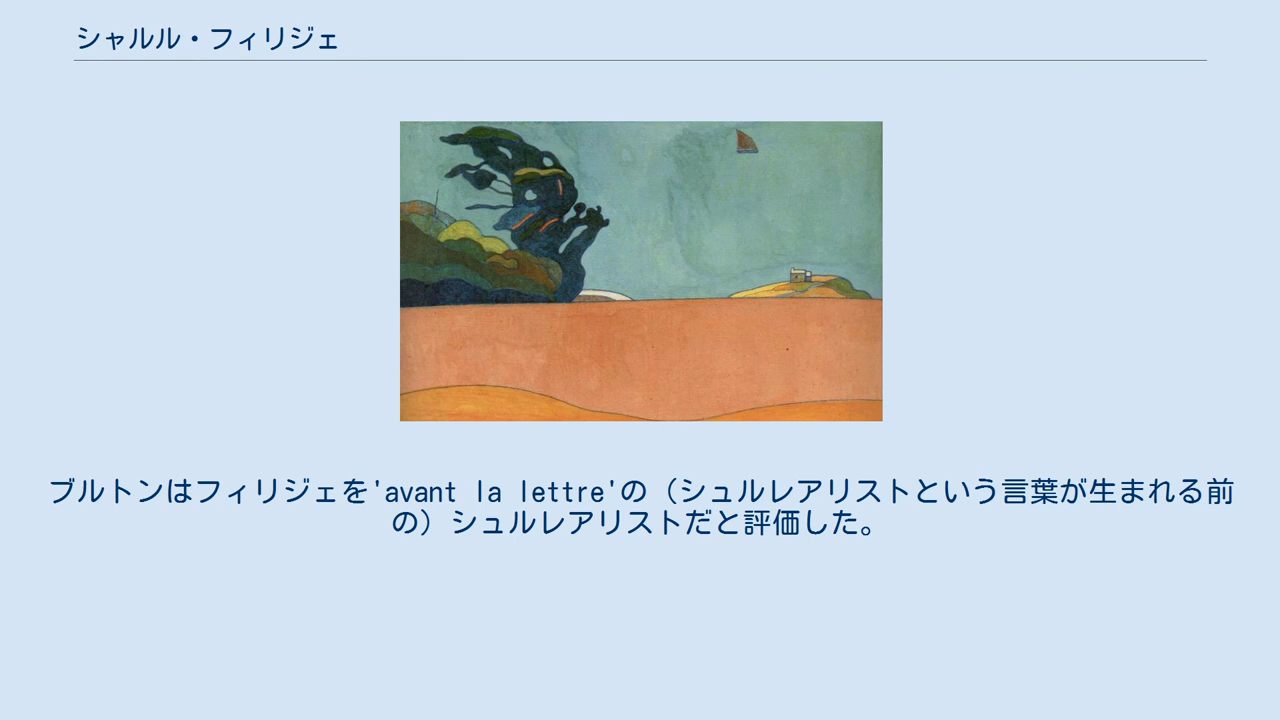 シャルル・フィリジェ
ブルトンはフィリジェを'avant la lettre'の（シュルレアリストという言葉が生まれる前
の）シュルレアリストだと評価した。